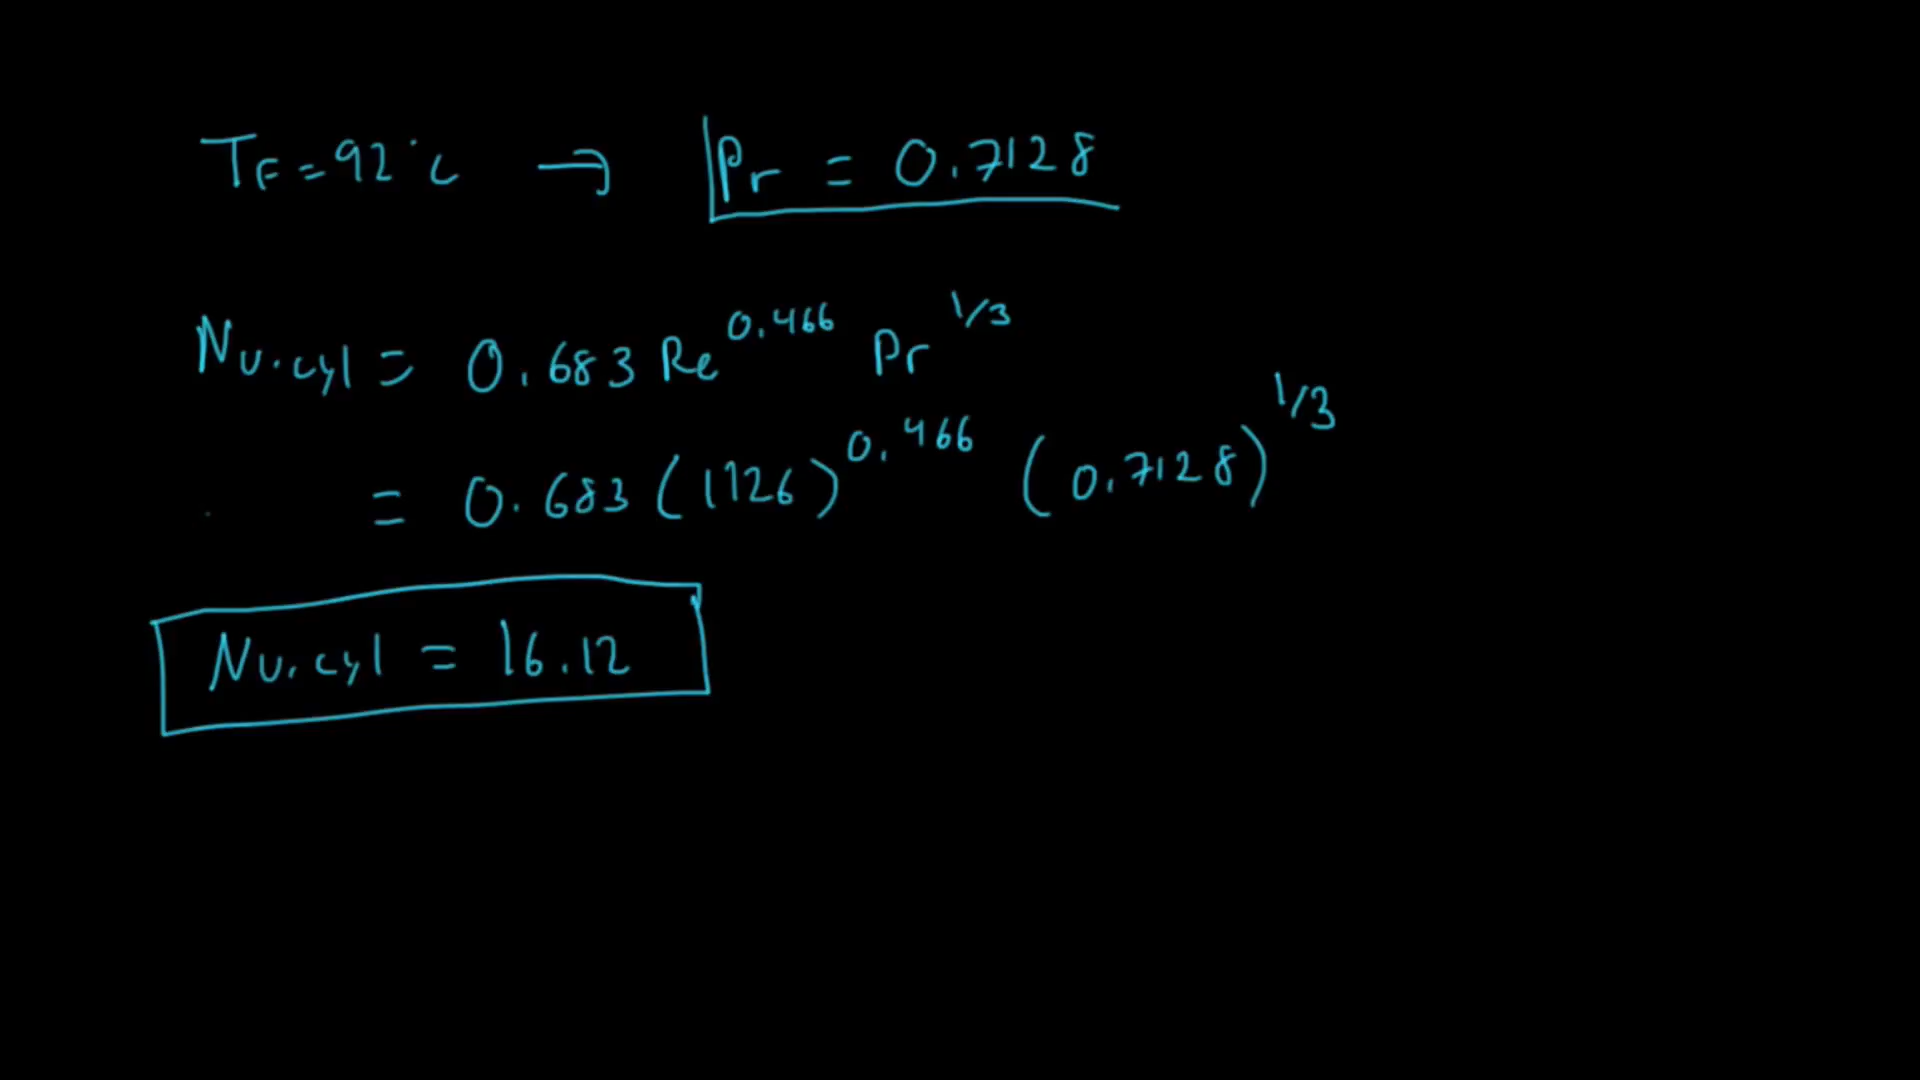 TF = 92°C → Pr = 0.7128
Nu.cyl = 0.683 Re^0.466 Pr^1/3
= 0.683 (1126)^0.466 (0.7128)^1/3
Nu.cyl = 16.12